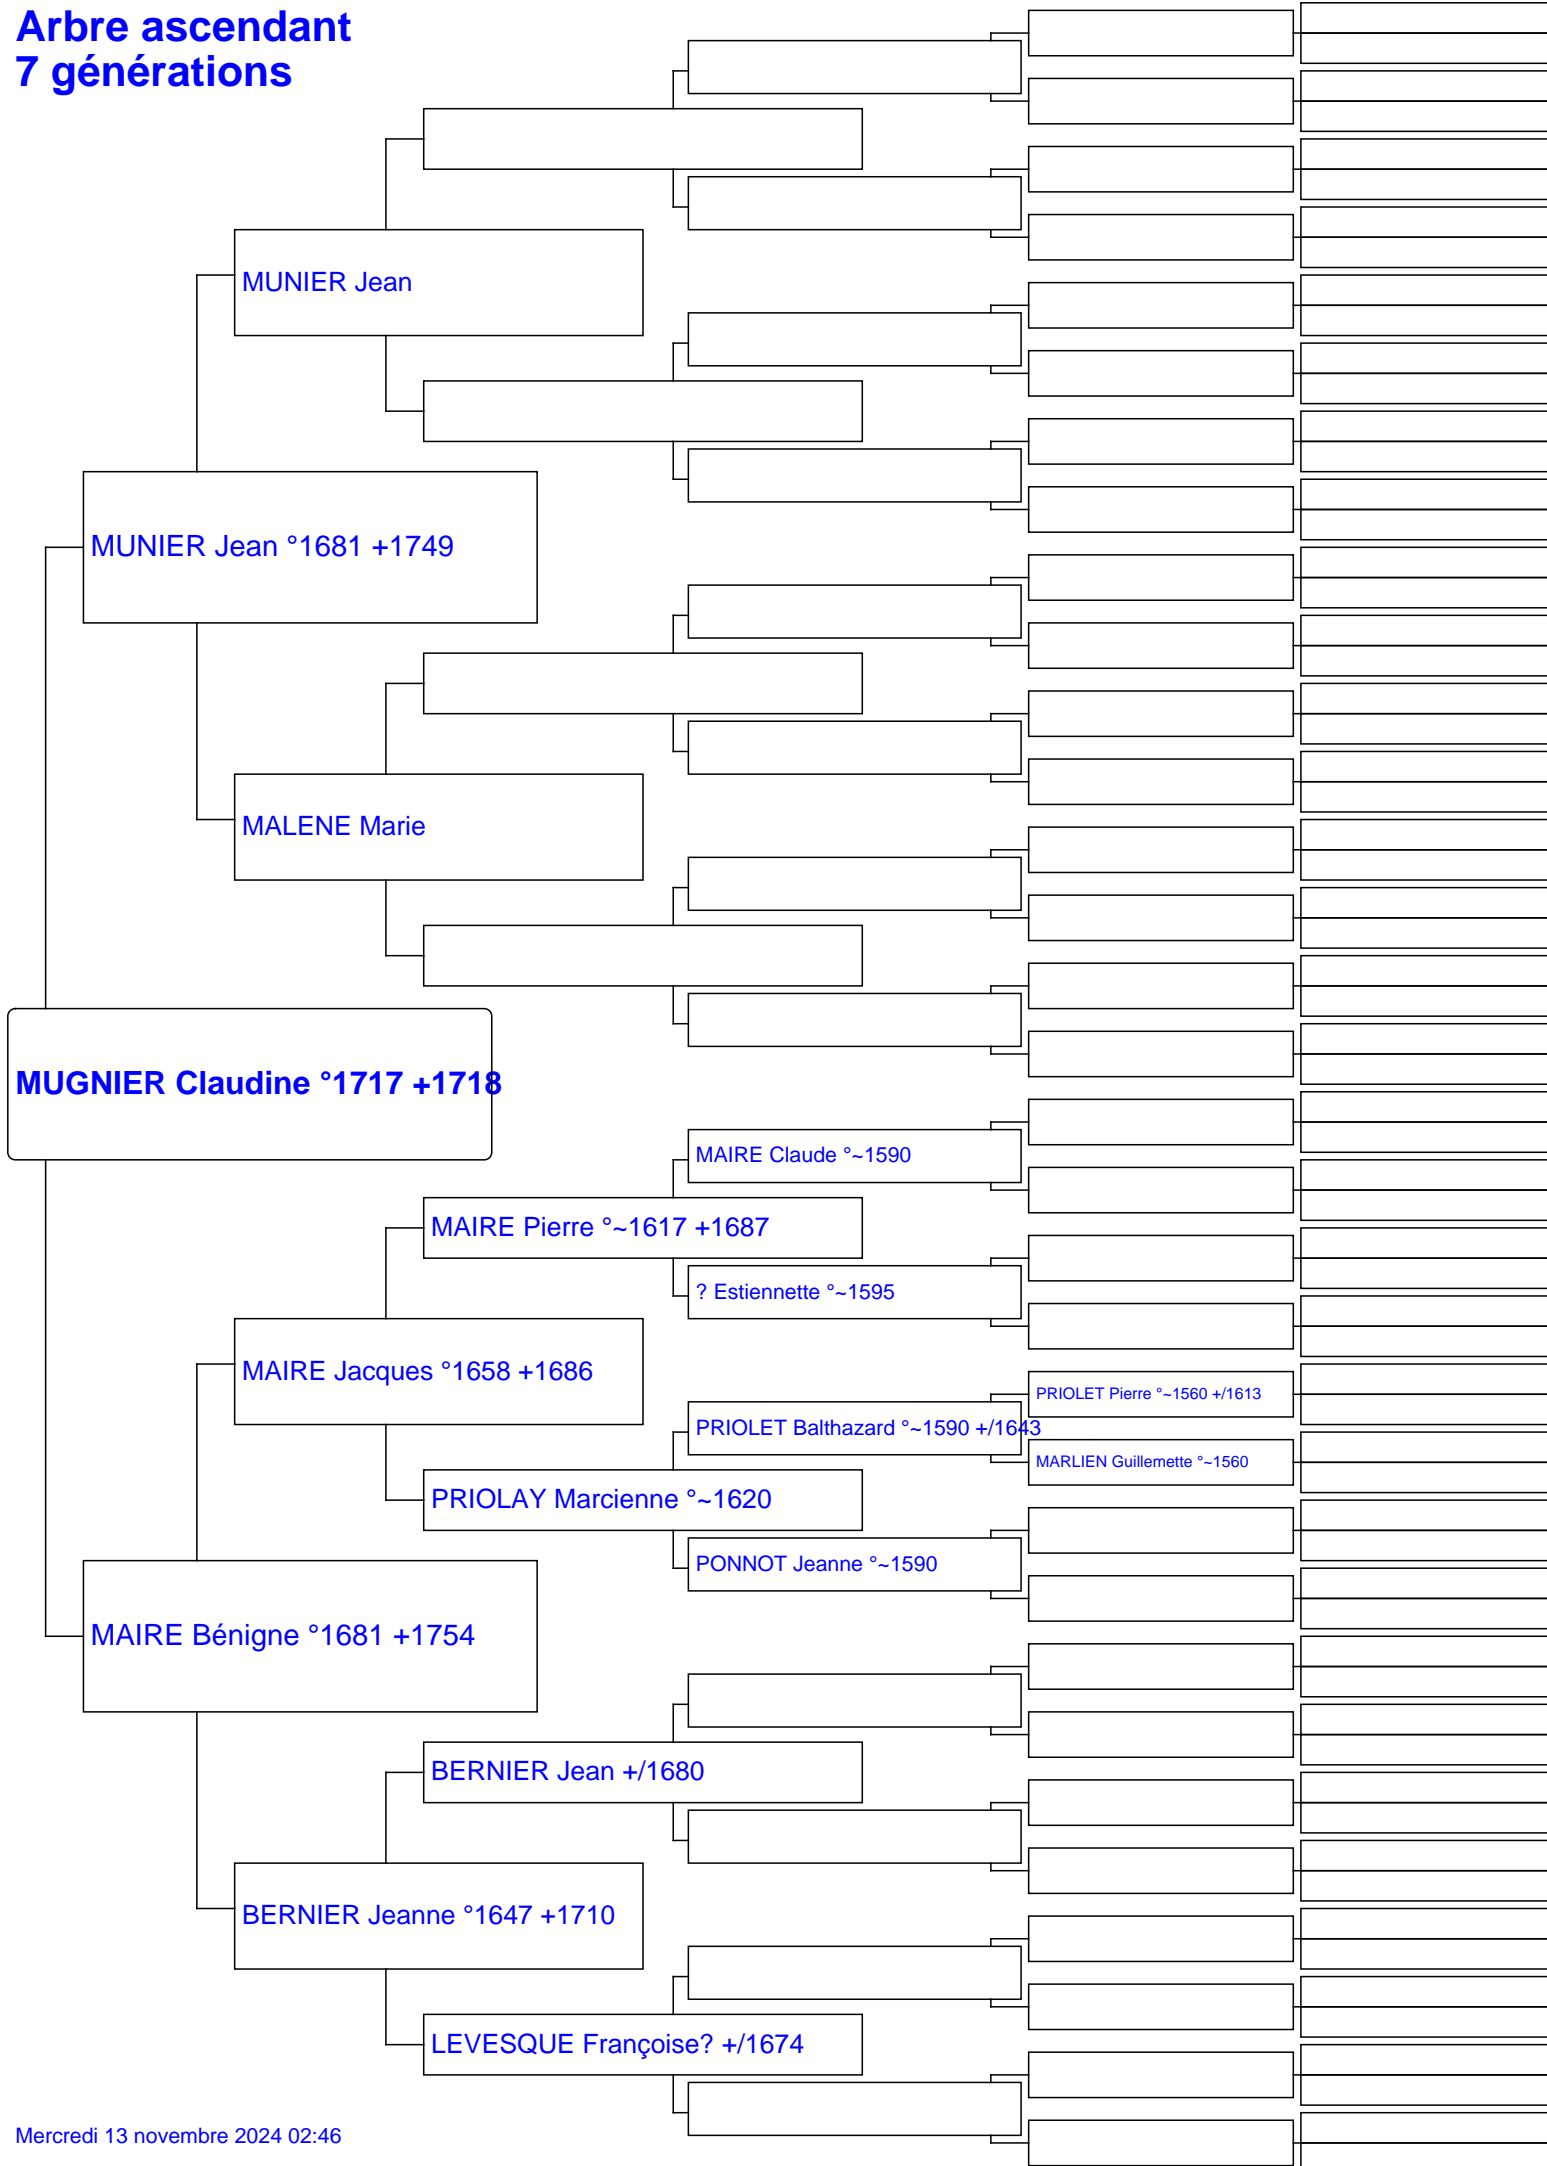 Arbre ascendant
7 générations
MUNIER Jean
MUNIER Jean °1681 +1749
MALENE Marie
MUGNIER Claudine °1717 +1718
MAIRE Claude °~1590
MAIRE Pierre °~1617 +1687
? Estiennette °~1595
MAIRE Jacques °1658 +1686
PRIOLET Pierre °~1560 +/1613
PRIOLET Balthazard °~1590 +/1643
MARLIEN Guillemette °~1560
PRIOLAY Marcienne °~1620
PONNOT Jeanne °~1590
MAIRE Bénigne °1681 +1754
BERNIER Jean +/1680
BERNIER Jeanne °1647 +1710
LEVESQUE Françoise? +/1674
Mercredi 13 novembre 2024 02:46